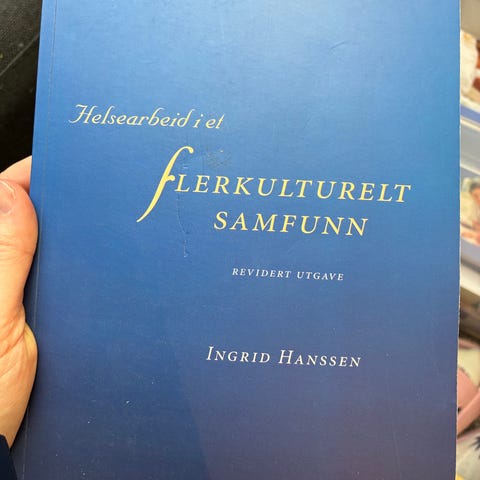 Helsearbeid i et
flerkulturelt
samfunn
revidert utgave
Ingrid Hanssen